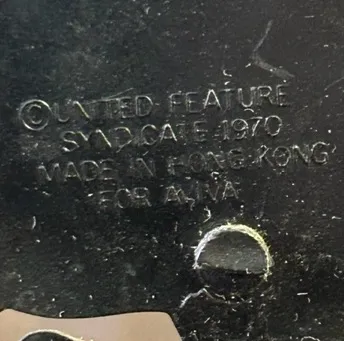 © UNITED FEATURE
SYNDICATE 1970
MADE IN HONG KONG
FOR AVIVA